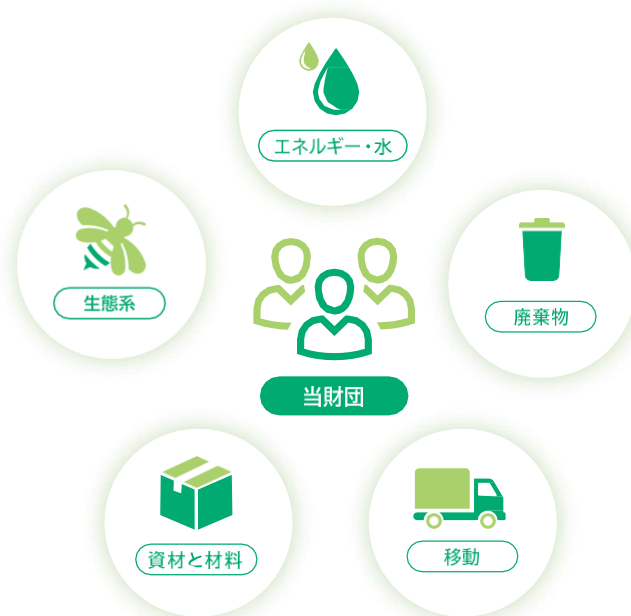 エネルギー・水
生態系
廃棄物
当財団
資材と材料
移動